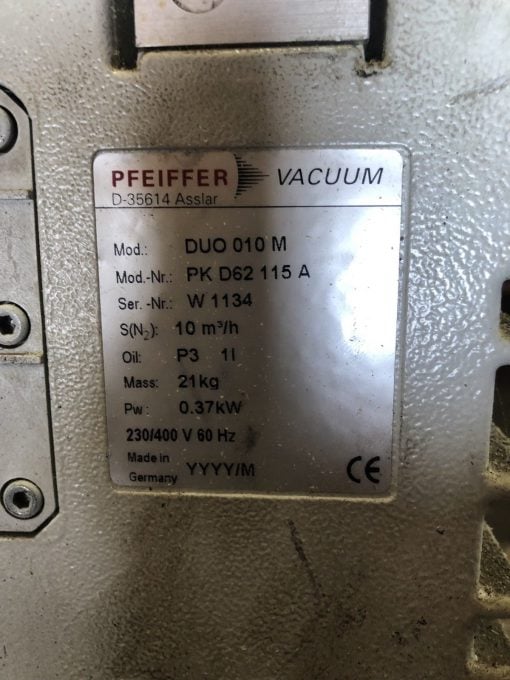 PFEIFFER VACUUM
D-35614 Asslar
Mod.: DUO 010 M
Mod.-Nr.: PK D62 115 A
Ser. -Nr.: W 1134
S(N₂): 10 m³/h
Oil: P3 1l
Mass: 21kg
Pw : 0.37kW
230/400 V 60 Hz
Made in
Germany YYYY/M
CE